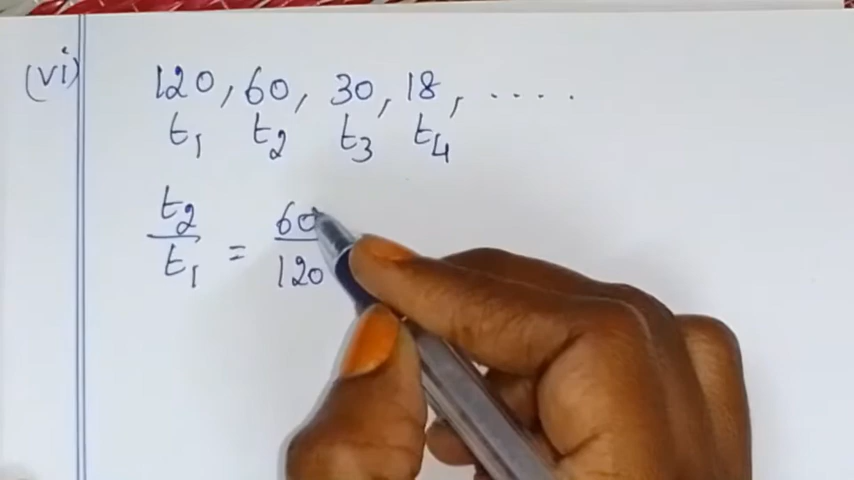 (vi) 120, 60, 30, 18, ....
t₁ t₂ t₃ t₄
t₂/t₁ = 60/120